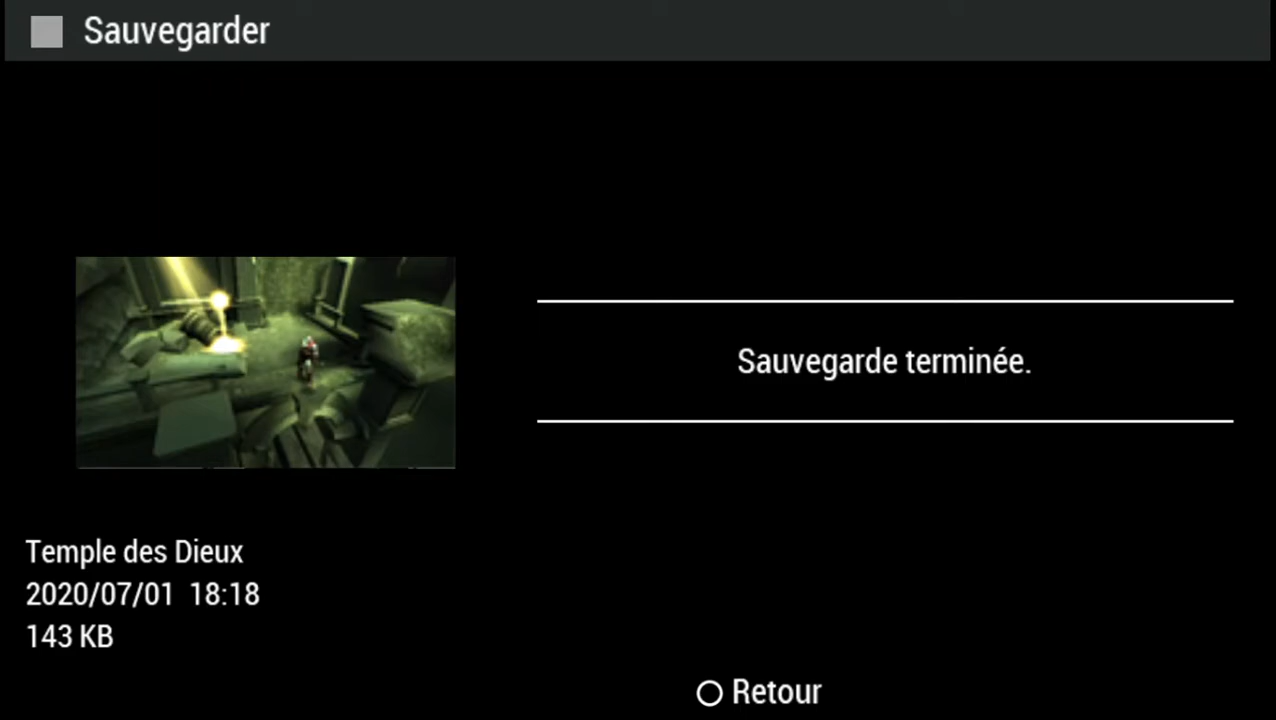 Sauvegarder
Sauvegarde terminée.
Temple des Dieux
2020/07/01 18:18
143 KB
Retour